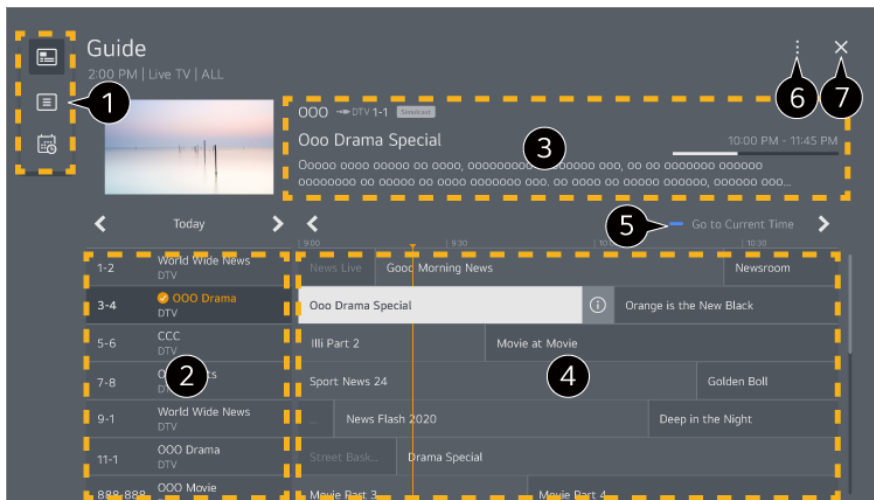 Guide
2:00 PM | Live TV | ALL
1
6
7
OOO DTV 1-1 Simulcast
Ooo Drama Special
3
10:00 PM - 11:45 PM
Ooooo oooo ooooo oo oooo, ooo, oo oo ooooooo oooooo
oooooooo oo ooooo oo oooo ooooooo ooo. oo oooo oo ooooo oooooo, oooooo ooo...
Today
5
Go to Current Time
9:00
9:30
10:30
1-2 World Wide News
DTV
News Live Good Morning News Newsroom
3-4 OOO Drama
DTV
Ooo Drama Special Orange is the New Black
5-6 CCC
DTV
Illi Part 2 Movie at Movie
7-8
2
Sport News 24 4 Golden Boll
9-1 World Wide News
DTV
... News Flash 2020 Deep in the Night
11-1 OOO Drama
DTV
Street Bask... Drama Special
888-888 OOO Movie
Movie Part 3 Movie Part 4